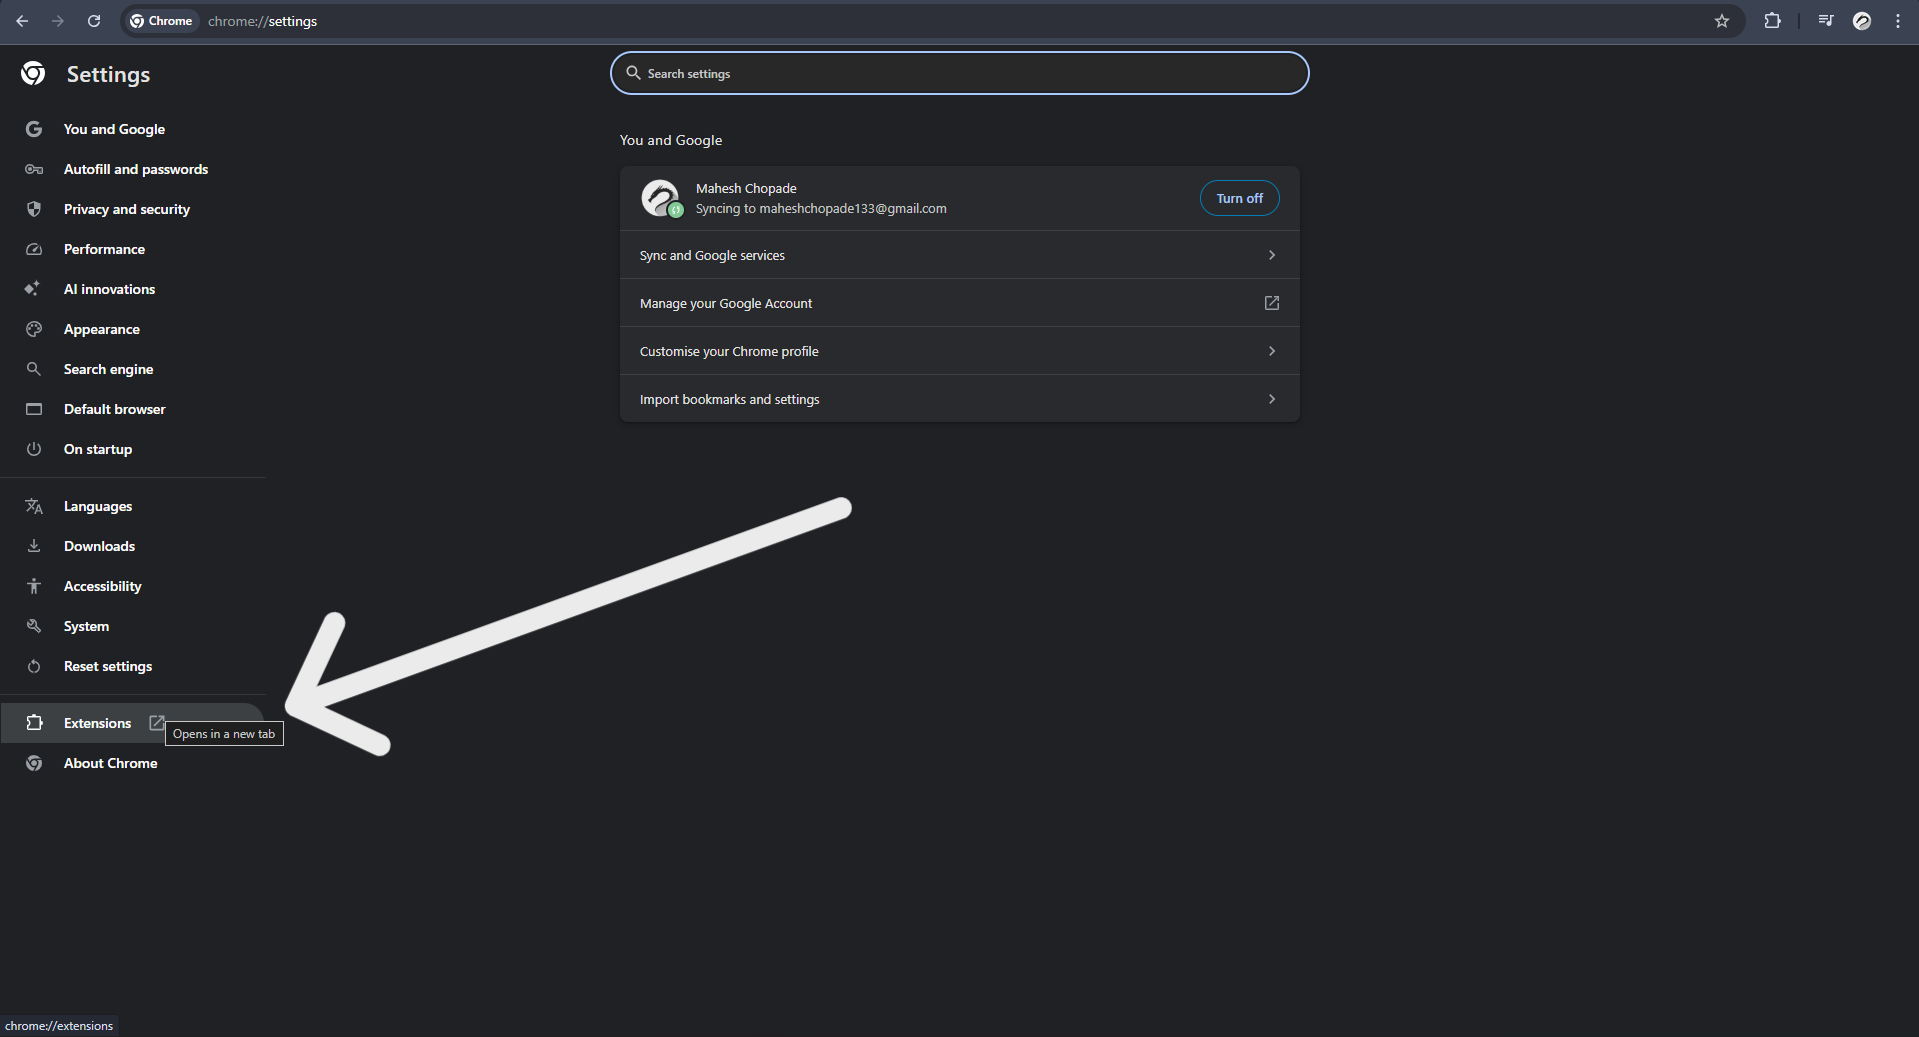 Chrome chrome://settings
Settings
Search settings
You and Google
Autofill and passwords
Privacy and security
Performance
AI innovations
Appearance
Search engine
Default browser
On startup
Languages
Downloads
Accessibility
System
Reset settings
Extensions
Opens in a new tab
About Chrome
You and Google
Mahesh Chopade
Syncing to maheshchopade133@gmail.com
Turn off
Sync and Google services
Manage your Google Account
Customise your Chrome profile
Import bookmarks and settings
chrome://extensions